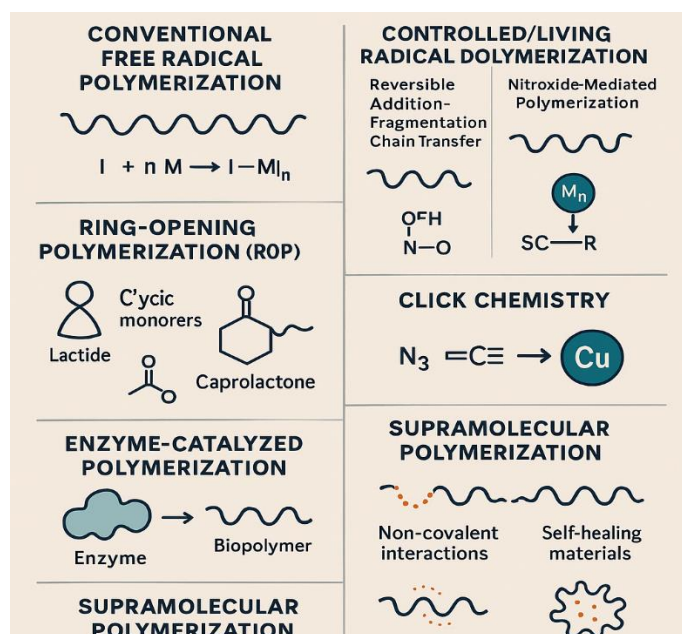 CONVENTIONAL
FREE RADICAL
POLYMERIZATION
I + n M → I–M|n
RING-OPENING
POLYMERIZATION (ROP)
C'ycic
monorers
Lactide
O
O
O
Caprolactone
ENZYME-CATALYZED
POLYMERIZATION
Enzyme
Biopolymer
SUPRAMOLECULAR
POLYMERIZATION
CONTROLLED/LIVING
RADICAL DOLYMERIZATION
Reversible
Addition-
Fragmentation
Chain Transfer
OFH
N–O
Nitroxide-Mediated
Polymerization
Mn
SC–R
CLICK CHEMISTRY
N3 =C≡ → Cu
SUPRAMOLECULAR
POLYMERIZATION
Non-covalent
interactions
Self-healing
materials